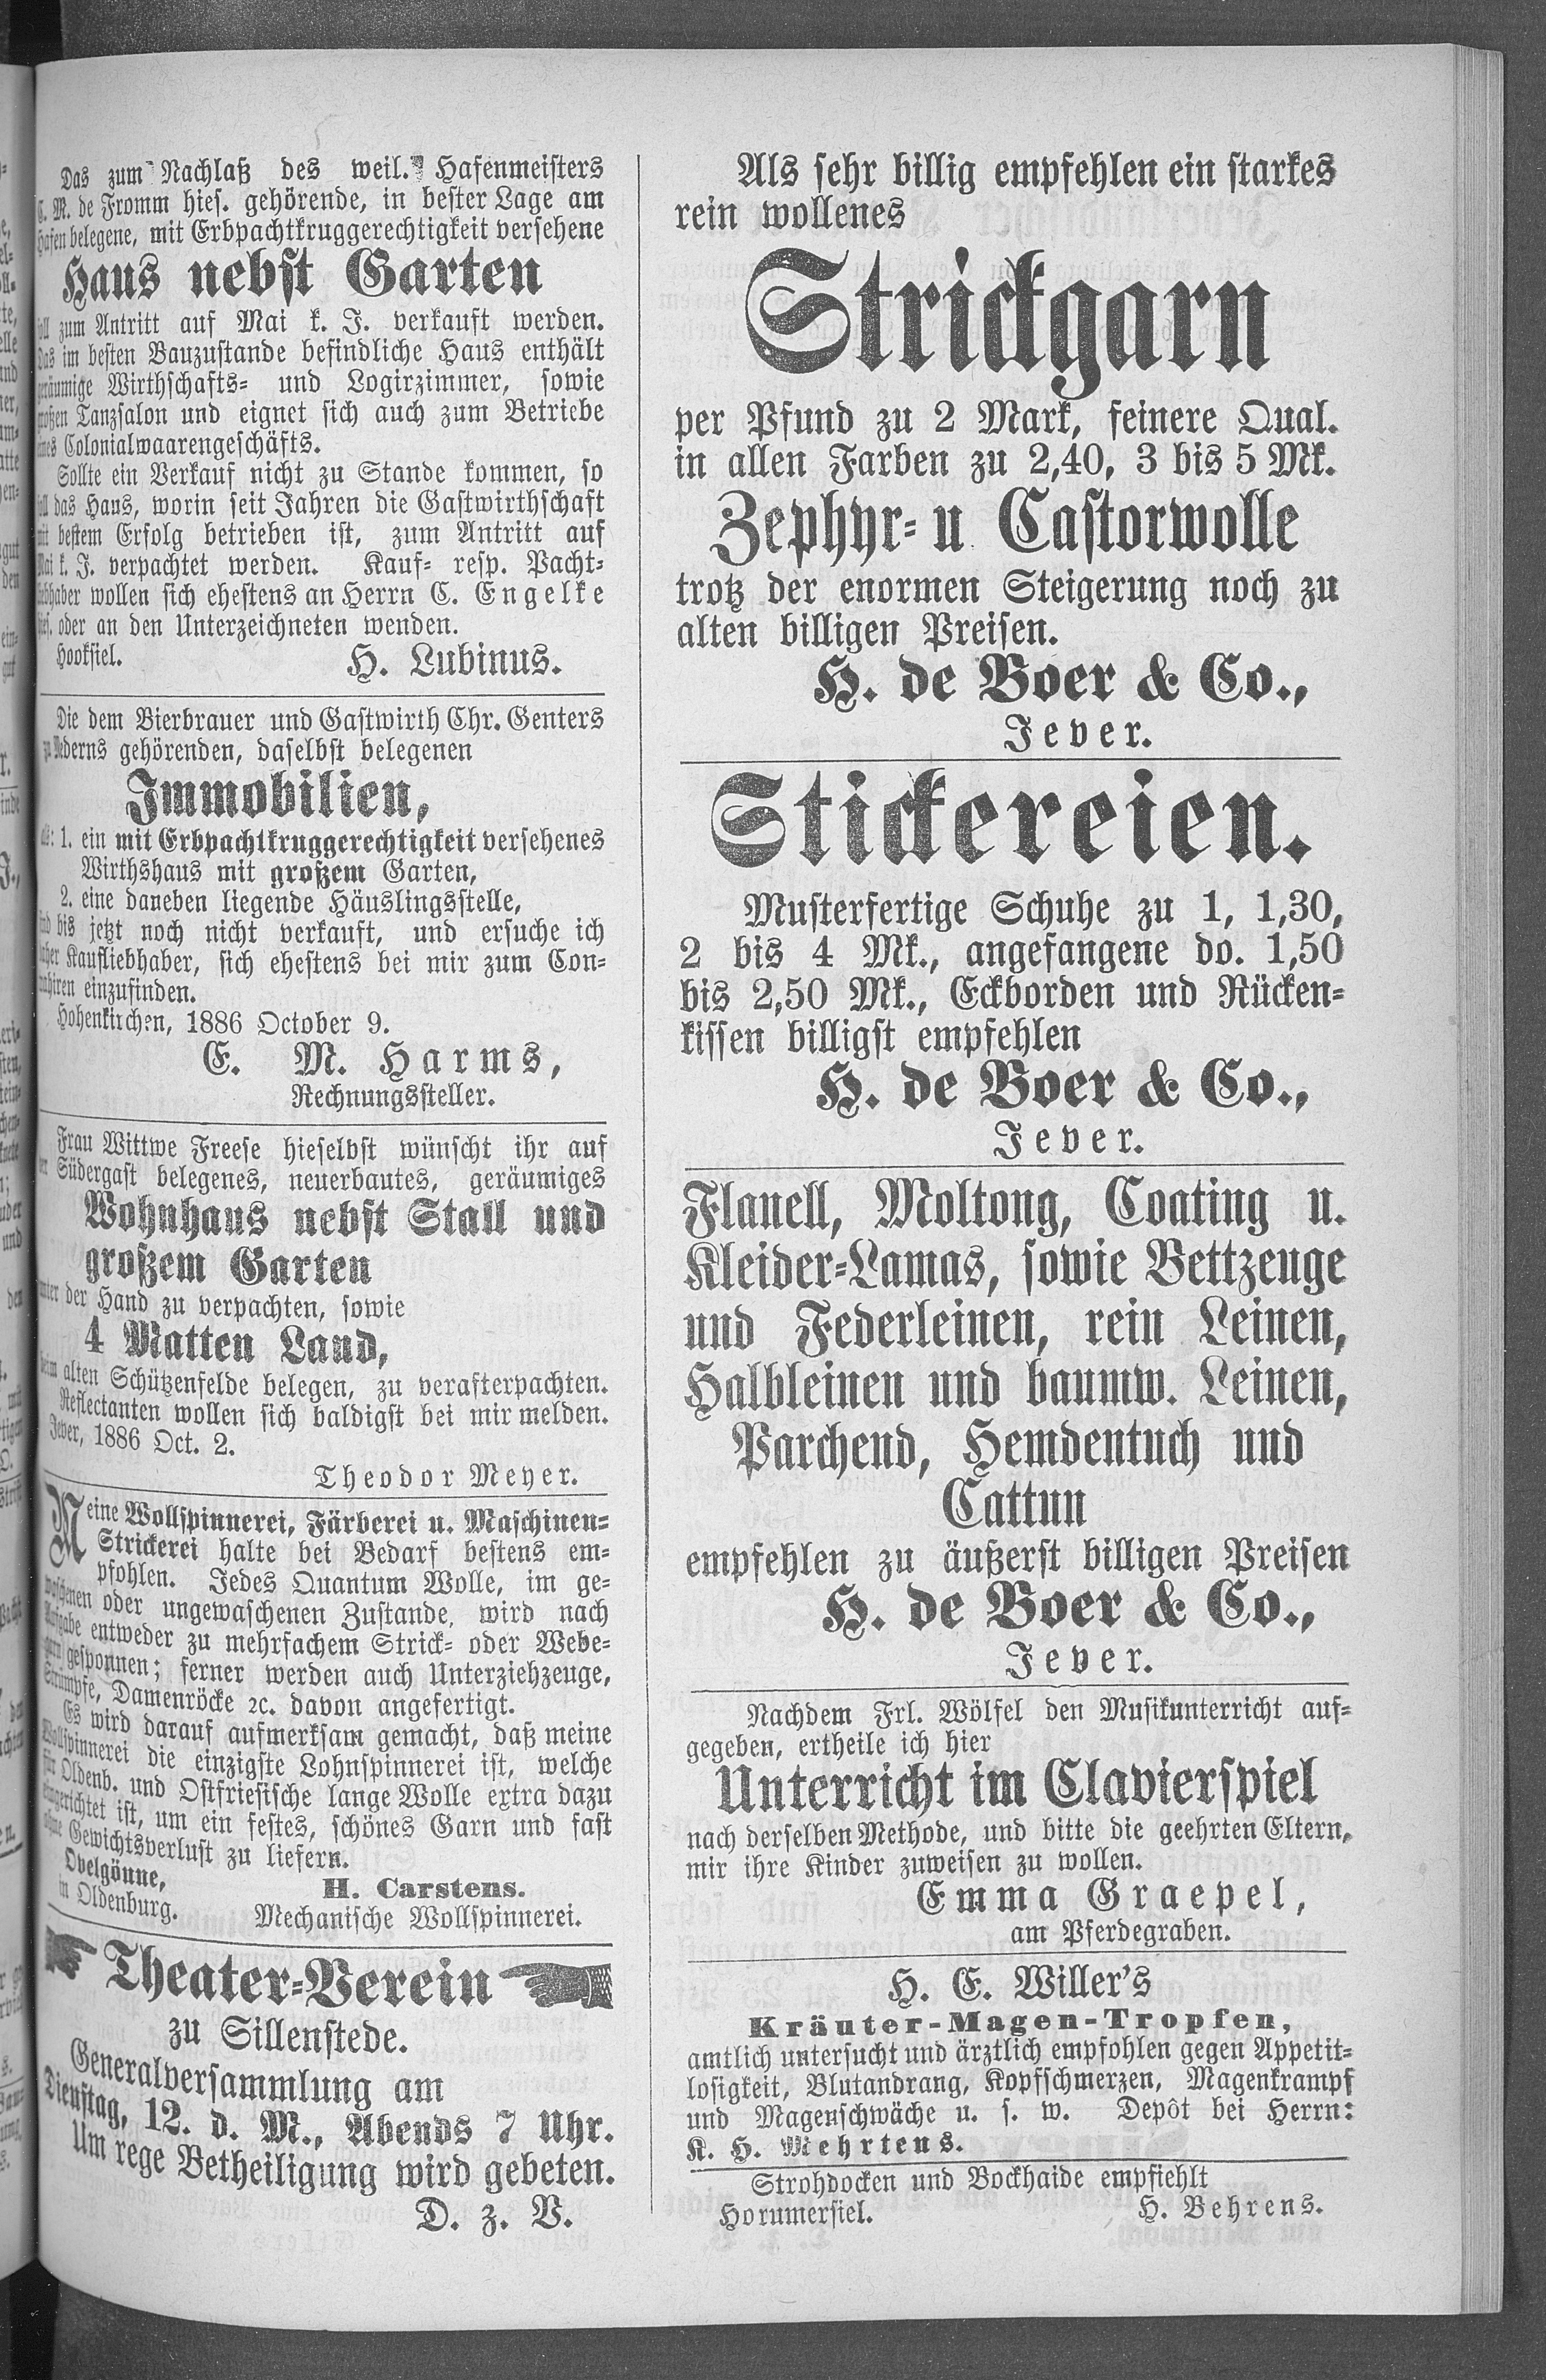 Das zum Nachlaß des weil. Hafenmeisters
C. M. de Fromm hies. gehörende, in bester Lage am
Hafen belegene, mit Erbpachtkruggerechtigkeit versehene
Haus nebst Garten
soll zum Antritt auf Mai k. J. verkauft werden.
Das im besten Bauzustande befindliche Haus enthält
geräumige Wirthschafts- und Logirzimmer, sowie
großen Tanzsalon und eignet sich auch zum Betriebe
eines Colonialwaarengeschäfts.
Sollte ein Verkauf nicht zu Stande kommen, so
soll das Haus, worin seit Jahren die Gastwirthschaft
mit bestem Erfolg betrieben ist, zum Antritt auf
Mai k. J. verpachtet werden. Kauf- resp. Pacht-
liebhaber wollen sich ehestens an Herrn C. Engelke
hies. oder an den Unterzeichneten wenden.
Hooksiel. H. Lubinus.
Die dem Bierbrauer und Gastwirth Chr. Genters
zu Wederns gehörenden, daselbst belegenen
Immobilien,
als: 1. ein mit Erbpachtkruggerechtigkeit versehenes
Wirthshaus mit großem Garten,
2. eine daneben liegende Häuslingsstelle,
sind bis jetzt noch nicht verkauft, und ersuche ich
daher Kaufliebhaber, sich ehestens bei mir zum Con-
trahiren einzufinden.
Hohenkirchen, 1886 October 9.
E. M. Harms,
Rechnungssteller.
Frau Wittwe Freese hieselbst wünscht ihr auf
der Südergast belegenes, neuerbautes, geräumiges
Wohnhaus nebst Stall und
großem Garten
unter der Hand zu verpachten, sowie
4 Matten Land,
beim alten Schützenfelde belegen, zu verafterpachten.
Reflectanten wollen sich baldigst bei mir melden.
Jever, 1886 Oct. 2.
Theodor Meyer.
Meine Wollspinnerei, Färberei u. Maschinen-
Strickerei halte bei Bedarf bestens em-
pfohlen. Jedes Quantum Wolle, im ge-
waschenen oder ungewaschenen Zustande, wird nach
Aufgabe entweder zu mehrfachem Strick- oder Webe-
garn gesponnen; ferner werden auch Unterziehzeuge,
Strümpfe, Damenröcke ꝛc. davon angefertigt.
Es wird darauf aufmerksam gemacht, daß meine
Wollspinnerei die einzigste Lohnspinnerei ist, welche
für Oldenb. und Ostfriesische lange Wolle extra dazu
eingerichtet ist, um ein festes, schönes Garn und fast
ohne Gewichtsverlust zu liefern.
Ovelgönne, H. Carstens.
in Oldenburg. Mechanische Wollspinnerei.
Theater-Verein
zu Sillenstede.
Generalversammlung am
Dienstag, 12. d. M., Abends 7 Uhr.
Um rege Betheiligung wird gebeten.
D. z. V.
Als sehr billig empfehlen ein starkes
rein wollenes
Strickgarn
per Pfund zu 2 Mark, feinere Qual.
in allen Farben zu 2,40, 3 bis 5 Mk.
Zephyr- u. Castorwolle
trotz der enormen Steigerung noch zu
alten billigen Preisen.
H. de Boer & Co.,
Jever.
Stickereien.
Musterfertige Schuhe zu 1, 1,30,
2 bis 4 Mk., angefangene do. 1,50
bis 2,50 Mk., Eckborden und Rücken-
kissen billigst empfehlen
H. de Boer & Co.,
Jever.
Flanell, Moltong, Coating u.
Kleider-Lamas, sowie Bettzeuge
und Federleinen, rein Leinen,
Halbleinen und baumw. Leinen,
Parchend, Hemdentuch und
Cattun
empfehlen zu äußerst billigen Preisen
H. de Boer & Co.,
Jever.
Nachdem Frl. Wölfel den Musikunterricht auf-
gegeben, ertheile ich hier
Unterricht im Clavierspiel
nach derselben Methode, und bitte die geehrten Eltern,
mir ihre Kinder zuweisen zu wollen.
Emma Graepel,
am Pferdegraben.
H. E. Willer's
Kräuter-Magen-Tropfen,
amtlich untersucht und ärztlich empfohlen gegen Appetit-
losigkeit, Blutandrang, Kopfschmerzen, Magenkrampf
und Magenschwäche u. s. w. Depôt bei Herrn:
K. H. Mehrtens.
Strohdocken und Bockhaide empfiehlt
Horumersiel. H. Behrens.